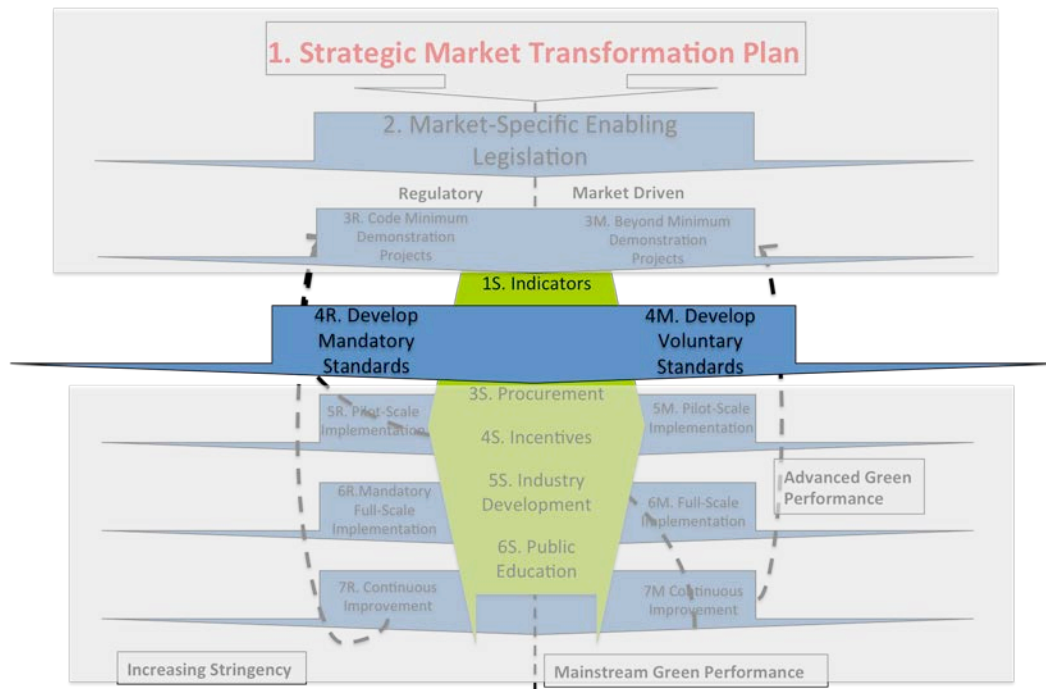 1. Strategic Market Transformation Plan
2. Market-Specific Enabling
Legislation
Regulatory
Market Driven
3R. Code Minimum
Demonstration
Projects
3M. Beyond Minimum
Demonstration
Projects
1S. Indicators
4R. Develop
Mandatory
Standards
4M. Develop
Voluntary
Standards
3S. Procurement
5R. Pilot-Scale
Implementation
5M. Pilot-Scale
Implementation
4S. Incentives
Advanced Green
Performance
5S. Industry
Development
6R.Mandatory
Full-Scale
Implementation
6M. Full-Scale
Implementation
6S. Public
Education
7R. Continuous
Improvement
7M Continuous
Improvement
Increasing Stringency
Mainstream Green Performance